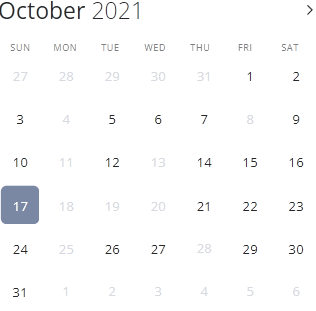 October 2021 >
SUN MON TUE WED THU FRI SAT
27 28 29 30 31 1 2
3 4 5 6 7 8 9
10 11 12 13 14 15 16
17 18 19 20 21 22 23
24 25 26 27 28 29 30
31 1 2 3 4 5 6